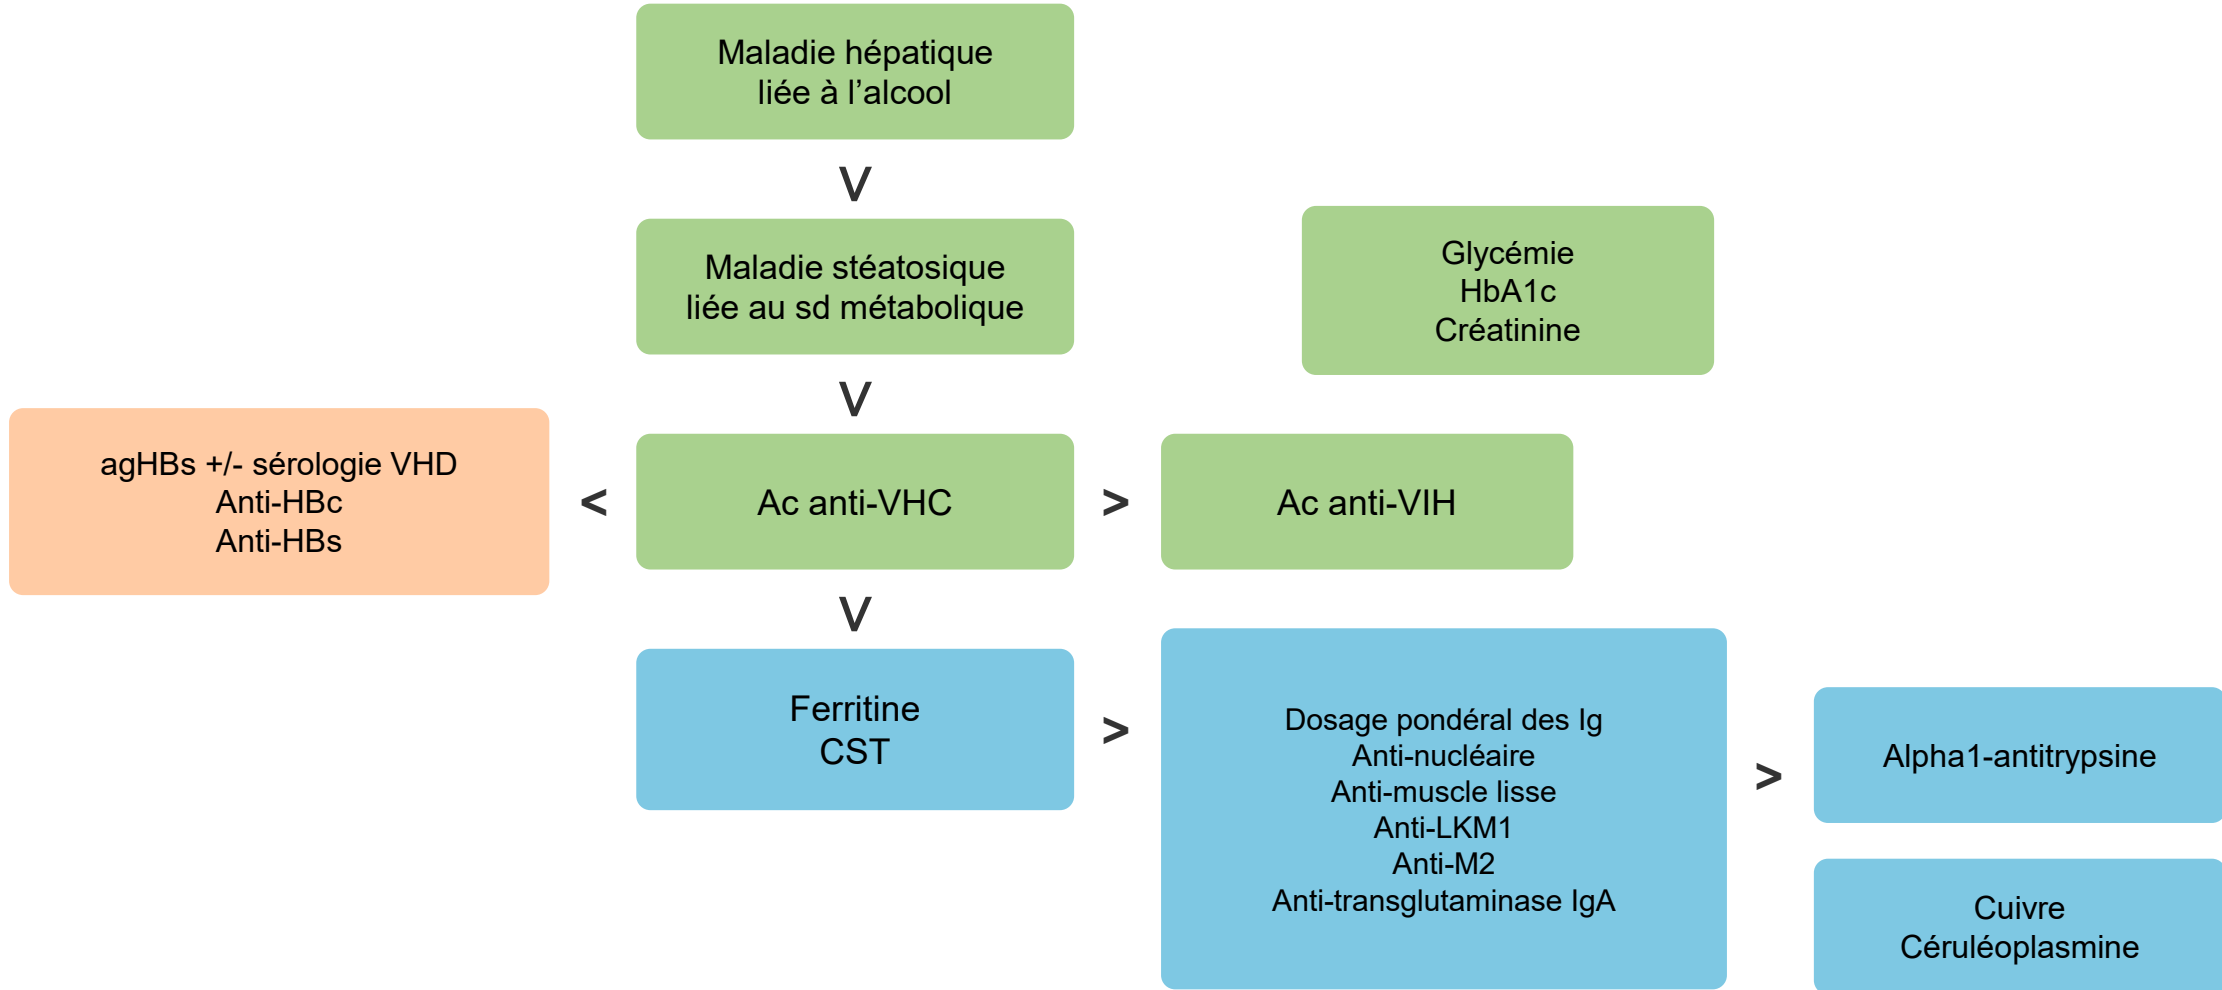 Maladie hépatique
liée à l’alcool
>
Maladie stéatosique
liée au sd métabolique
Glycémie
HbA1c
Créatinine
>
agHBs +/- sérologie VHD
Anti-HBc
Anti-HBs
<
Ac anti-VHC
>
Ac anti-VIH
>
Ferritine
CST
>
Dosage pondéral des Ig
Anti-nucléaire
Anti-muscle lisse
Anti-LKM1
Anti-M2
Anti-transglutaminase IgA
>
Alpha1-antitrypsine
Cuivre
Céruléoplasmine